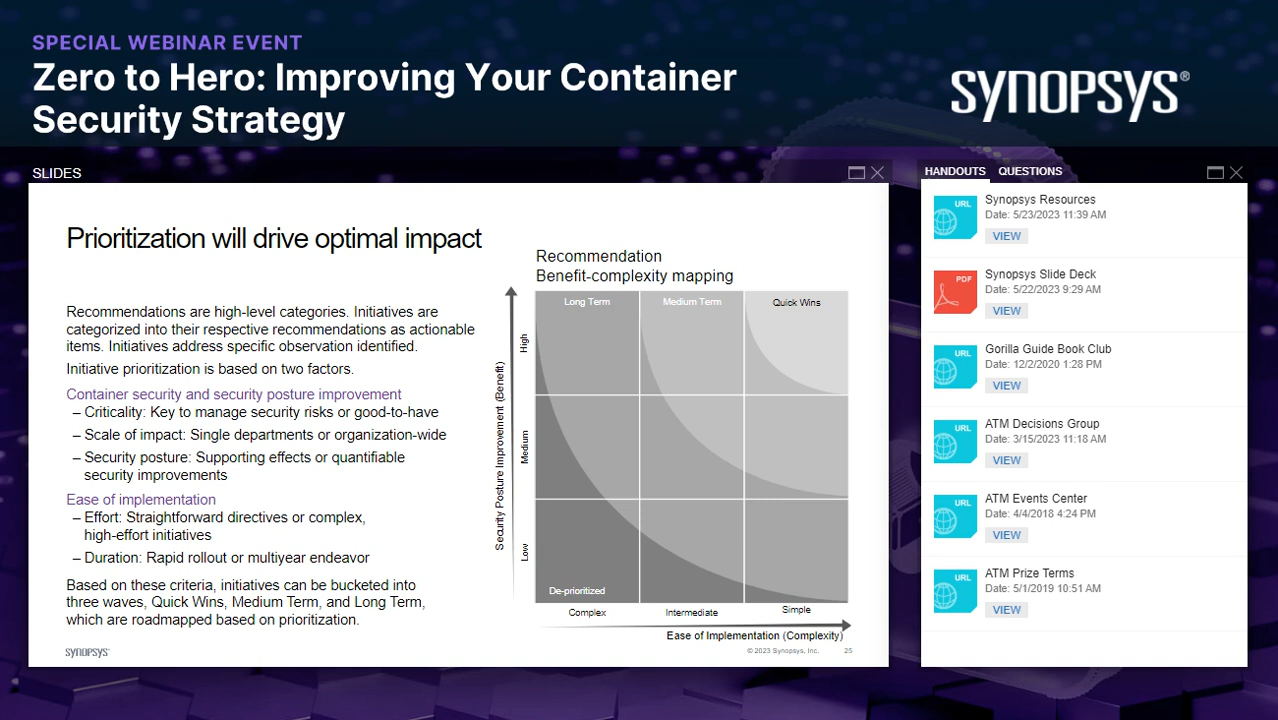 SPECIAL WEBINAR EVENT
Zero to Hero: Improving Your Container
Security Strategy
SYNOPSYS®
SLIDES
Prioritization will drive optimal impact
Recommendations are high-level categories. Initiatives are
categorized into their respective recommendations as actionable
items. Initiatives address specific observation identified.
Initiative prioritization is based on two factors.
Container security and security posture improvement
– Criticality: Key to manage security risks or good-to-have
– Scale of impact: Single departments or organization-wide
– Security posture: Supporting effects or quantifiable
security improvements
Ease of implementation
– Effort: Straightforward directives or complex,
high-effort initiatives
– Duration: Rapid rollout or multiyear endeavor
Based on these criteria, initiatives can be bucketed into
three waves, Quick Wins, Medium Term, and Long Term,
which are roadmapped based on prioritization.
Recommendation
Benefit-complexity mapping
Long Term
Medium Term
Quick Wins
Security Posture Improvement (Benefit)
High
Medium
Low
De-prioritized
Complex
Intermediate
Simple
Ease of Implementation (Complexity)
SYNOPSYS®
© 2023 Synopsys, Inc.
25
HANDOUTS
QUESTIONS
URL
Synopsys Resources
Date: 5/23/2023 11:39 AM
VIEW
PDF
Synopsys Slide Deck
Date: 5/22/2023 9:29 AM
VIEW
URL
Gorilla Guide Book Club
Date: 12/2/2020 1:28 PM
VIEW
URL
ATM Decisions Group
Date: 3/15/2023 11:18 AM
VIEW
URL
ATM Events Center
Date: 4/4/2018 4:24 PM
VIEW
URL
ATM Prize Terms
Date: 5/1/2019 10:51 AM
VIEW